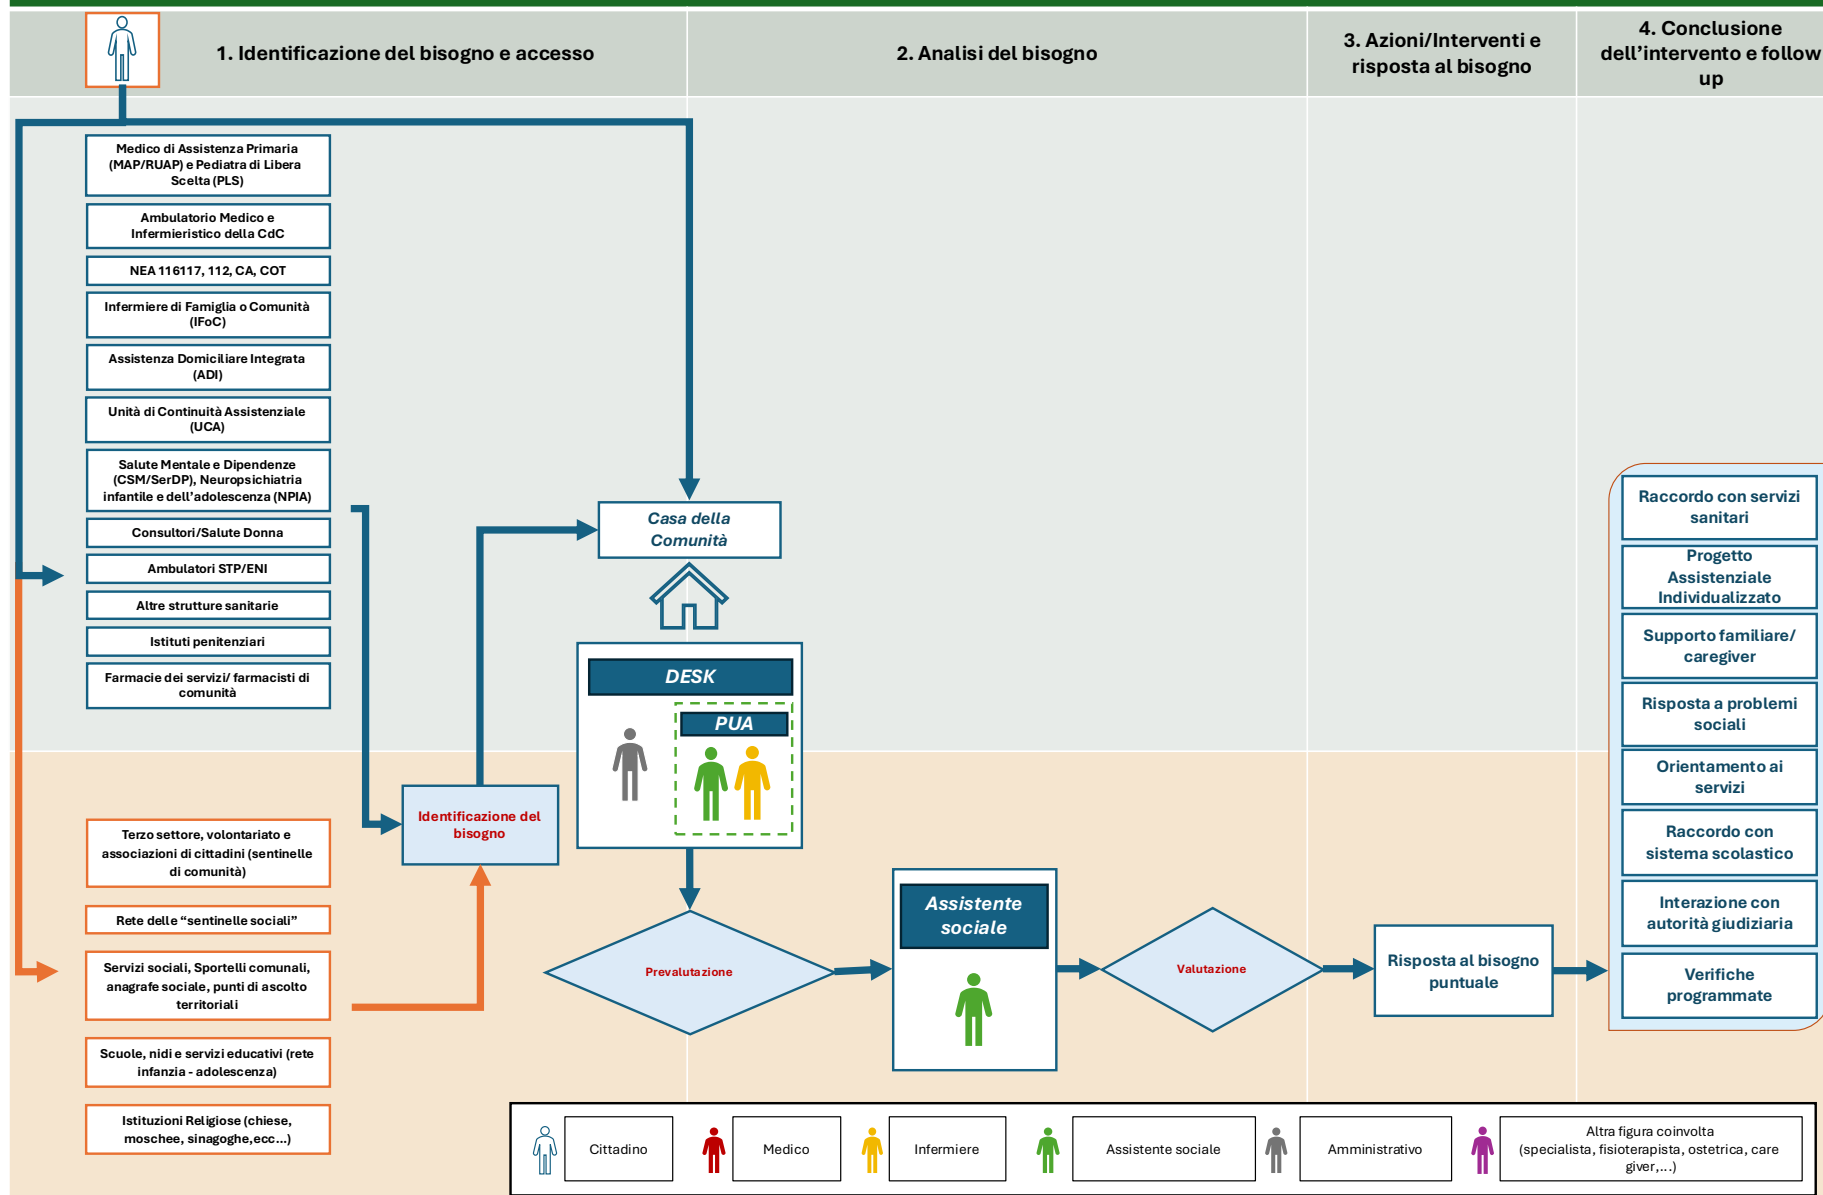 1. Identificazione del bisogno e accesso
2. Analisi del bisogno
3. Azioni/Interventi e
risposta al bisogno
4. Conclusione
dell’intervento e follow
up
Medico di Assistenza Primaria
(MAP/RUAP) e Pediatra di Libera
Scelta (PLS)
Ambulatorio Medico e
Infermieristico della CdC
NEA 116117, 112, CA, COT
Infermiere di Famiglia o Comunità
(IFoC)
Assistenza Domiciliare Integrata
(ADI)
Unità di Continuità Assistenziale
(UCA)
Salute Mentale e Dipendenze
(CSM/SerDP), Neuropsichiatria
infantile e dell’adolescenza (NPIA)
Consultori/Salute Donna
Ambulatori STP/ENI
Altre strutture sanitarie
Istituti penitenziari
Farmacie dei servizi/ farmacisti di
comunità
Terzo settore, volontariato e
associazioni di cittadini (sentinelle
di comunità)
Rete delle “sentinelle sociali”
Servizi sociali, Sportelli comunali,
anagrafe sociale, punti di ascolto
territoriali
Scuole, nidi e servizi educativi (rete
infanzia - adolescenza)
Istituzioni Religiose (chiese,
moschee, sinagoghe,ecc...)
Identificazione del
bisogno
Casa della
Comunità
DESK
PUA
Prevalutazione
Assistente
sociale
Valutazione
Risposta al bisogno
puntuale
Raccordo con servizi
sanitari
Progetto
Assistenziale
Individualizzato
Supporto familiare/
caregiver
Risposta a problemi
sociali
Orientamento ai
servizi
Raccordo con
sistema scolastico
Interazione con
autorità giudiziaria
Verifiche
programmate
Cittadino
Medico
Infermiere
Assistente sociale
Amministrativo
Altra figura coinvolta
(specialista, fisioterapista, ostetrica, care
giver,...)